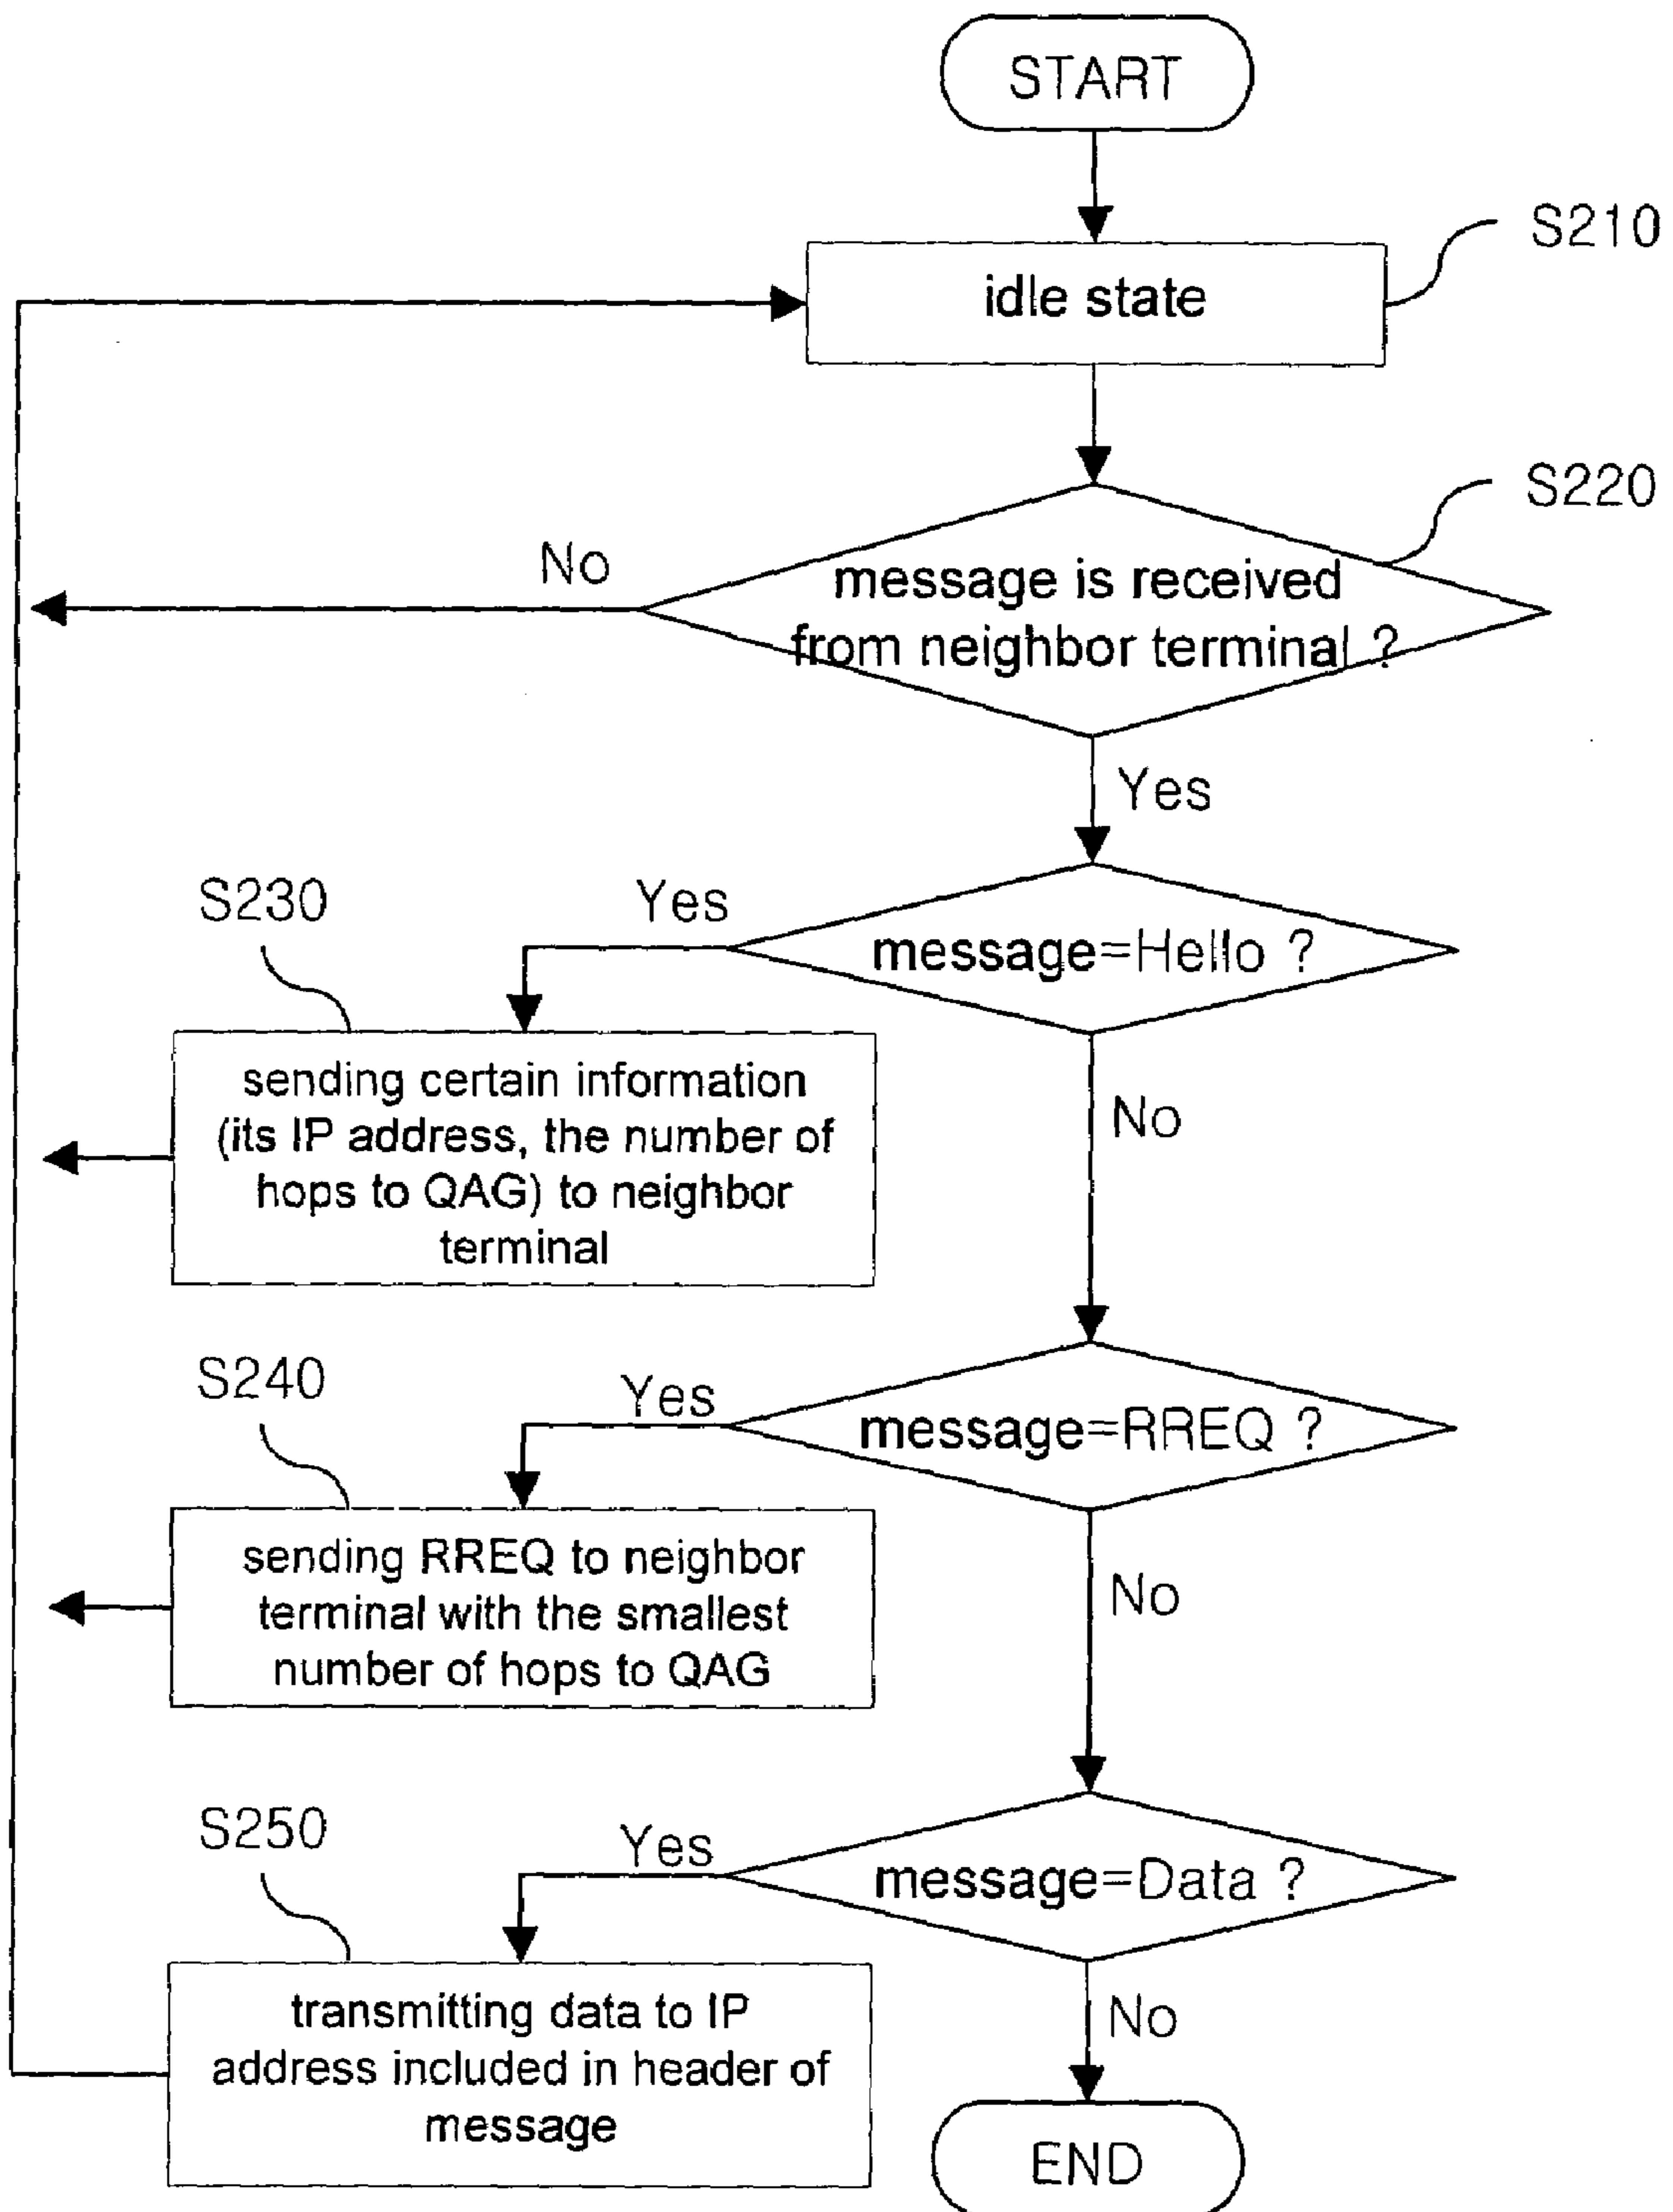 START
S210
idle state
S220
No
message is received
from neighbor terminal ?
Yes
S230
Yes
message=Hello ?
sending certain information
(its IP address, the number of
hops to QAG) to neighbor
terminal
No
S240
Yes
message=RREQ ?
sending RREQ to neighbor
terminal with the smallest
number of hops to QAG
No
S250
Yes
message=Data ?
transmitting data to IP
address included in header of
message
No
END